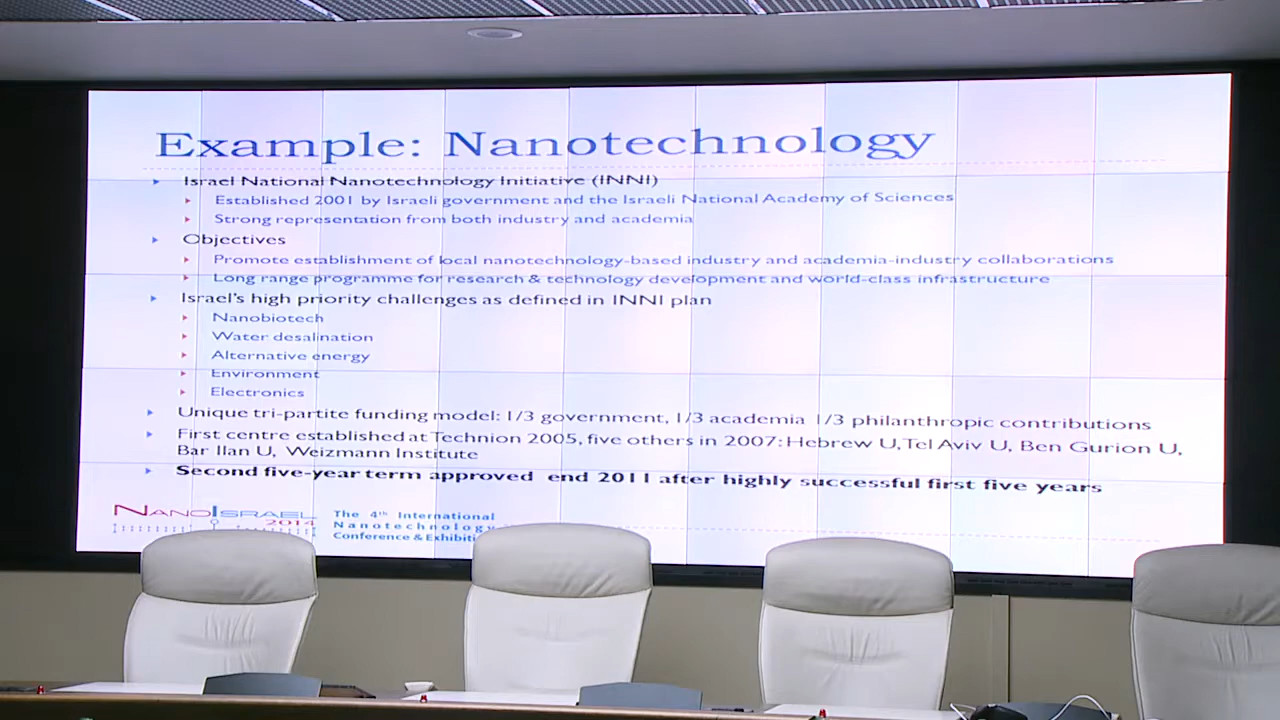 Example: Nanotechnology
Israel National Nanotechnology Initiative (INNI)
Established 2001 by Israeli government and the Israeli National Academy of Sciences
Strong representation from both industry and academia
Objectives
Promote establishment of local nanotechnology-based industry and academia-industry collaborations
Long range programme for research & technology development and world-class infrastructure
Israel's high priority challenges as defined in INNI plan
Nanobiotech
Water desalination
Alternative energy
Environment
Electronics
Unique tri-partite funding model: 1/3 government, 1/3 academia 1/3 philanthropic contributions
First centre established at Technion 2005, five others in 2007: Hebrew U, Tel Aviv U, Ben Gurion U,
Bar Ilan U, Weizmann Institute
Second five-year term approved end 2011 after highly successful first five years
NANOISRAEL
2014
The 4th International
Nanotechnology
Conference &